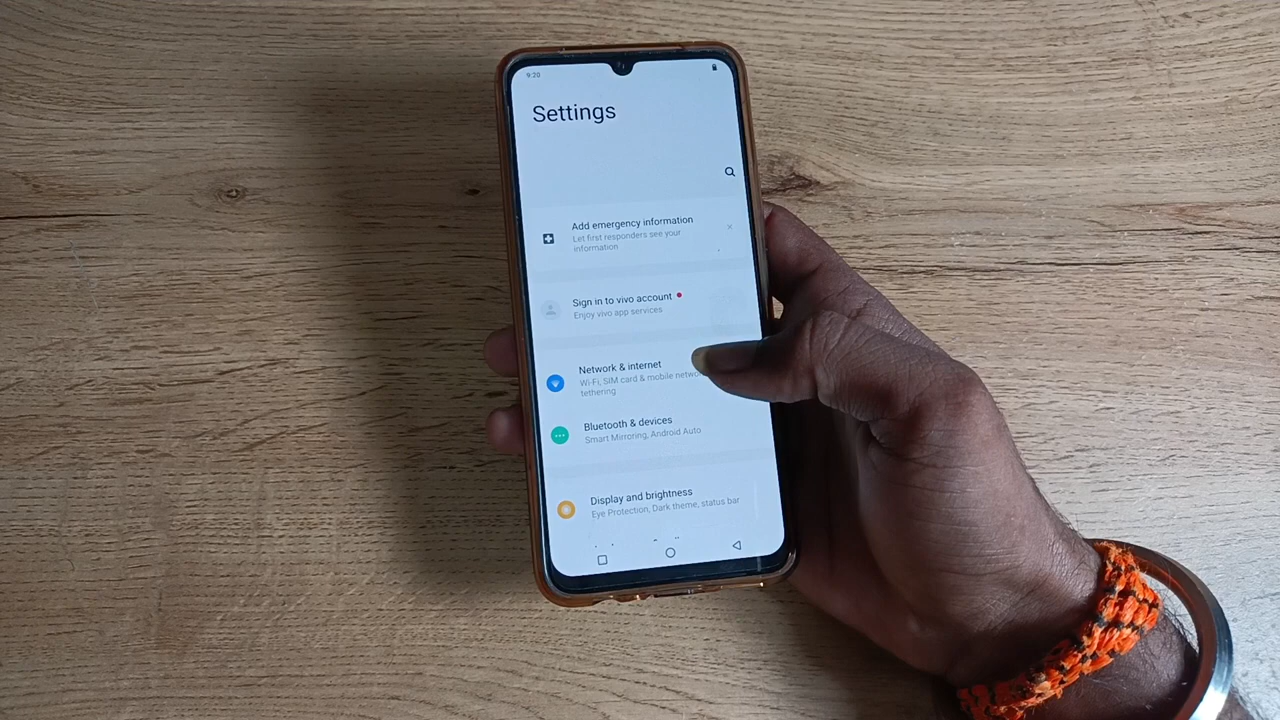 9:20
Settings
Add emergency information
Let first responders see your
information
Sign in to vivo account
Enjoy vivo app services
Network & internet
Wi-Fi, SIM card & mobile
tethering
Bluetooth & devices
Smart Mirroring, Android Auto
Display and brightness
Eye Protection, Dark theme, status bar